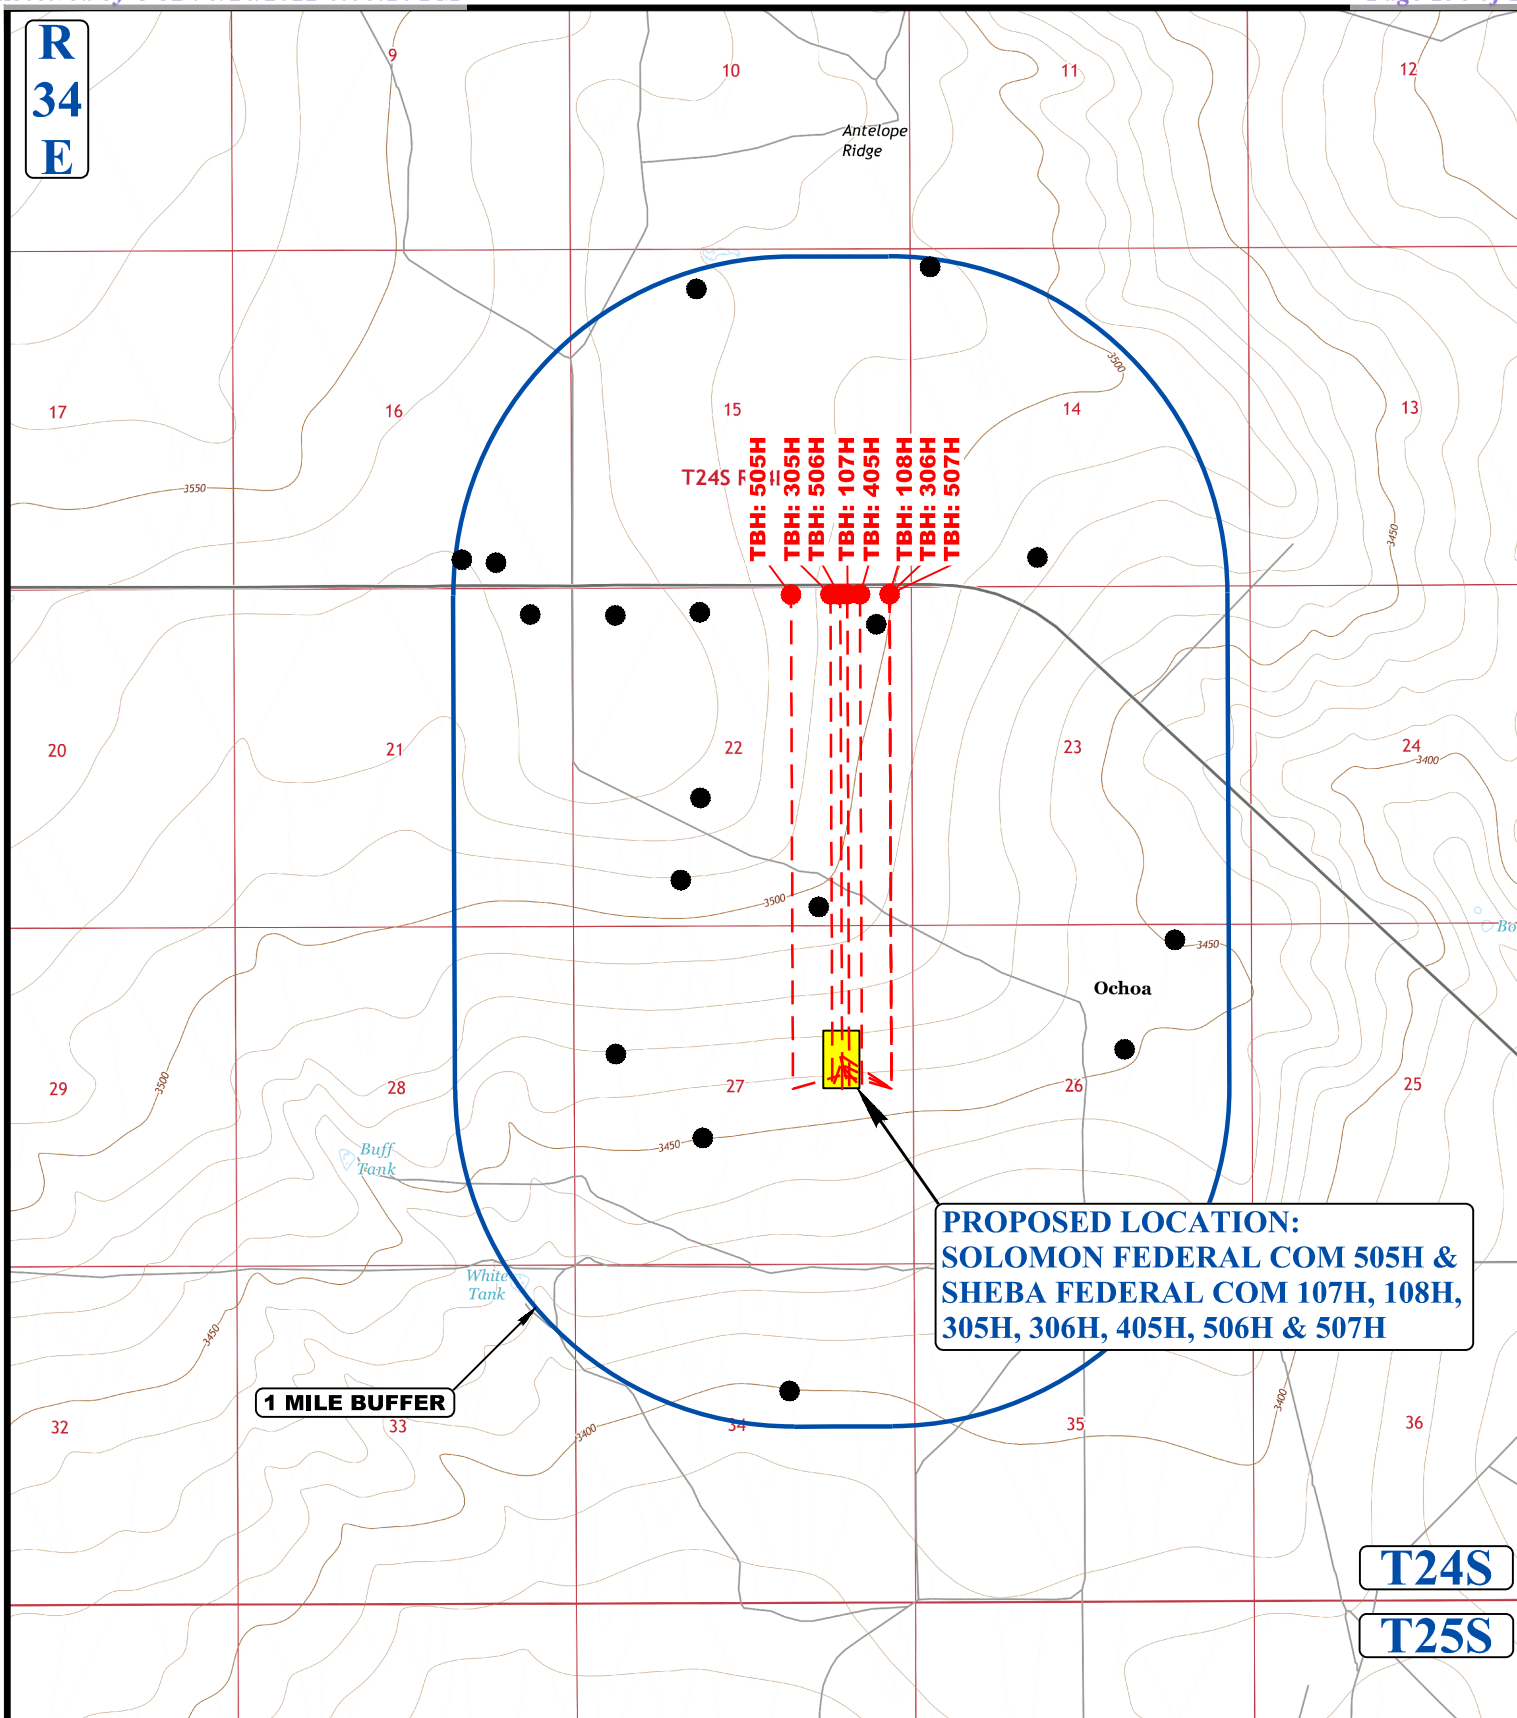 R
34
E
9
10
11
12
Antelope
Ridge
3500
17
16
15
14
13
T24S
3550
TBH: 505H
TBH: 305H
TBH: 506H
TBH: 107H
TBH: 405H
TBH: 108H
TBH: 306H
TBH: 507H
3450
20
21
22
23
24
3400
3500
Bo
3450
Ochoa
29
28
27
26
25
3500
3450
Buff
Tank
PROPOSED LOCATION:
SOLOMON FEDERAL COM 505H &
SHEBA FEDERAL COM 107H, 108H,
305H, 306H, 405H, 506H & 507H
White
Tank
3450
1 MILE BUFFER
3400
3400
32
33
34
35
36
T24S
T25S